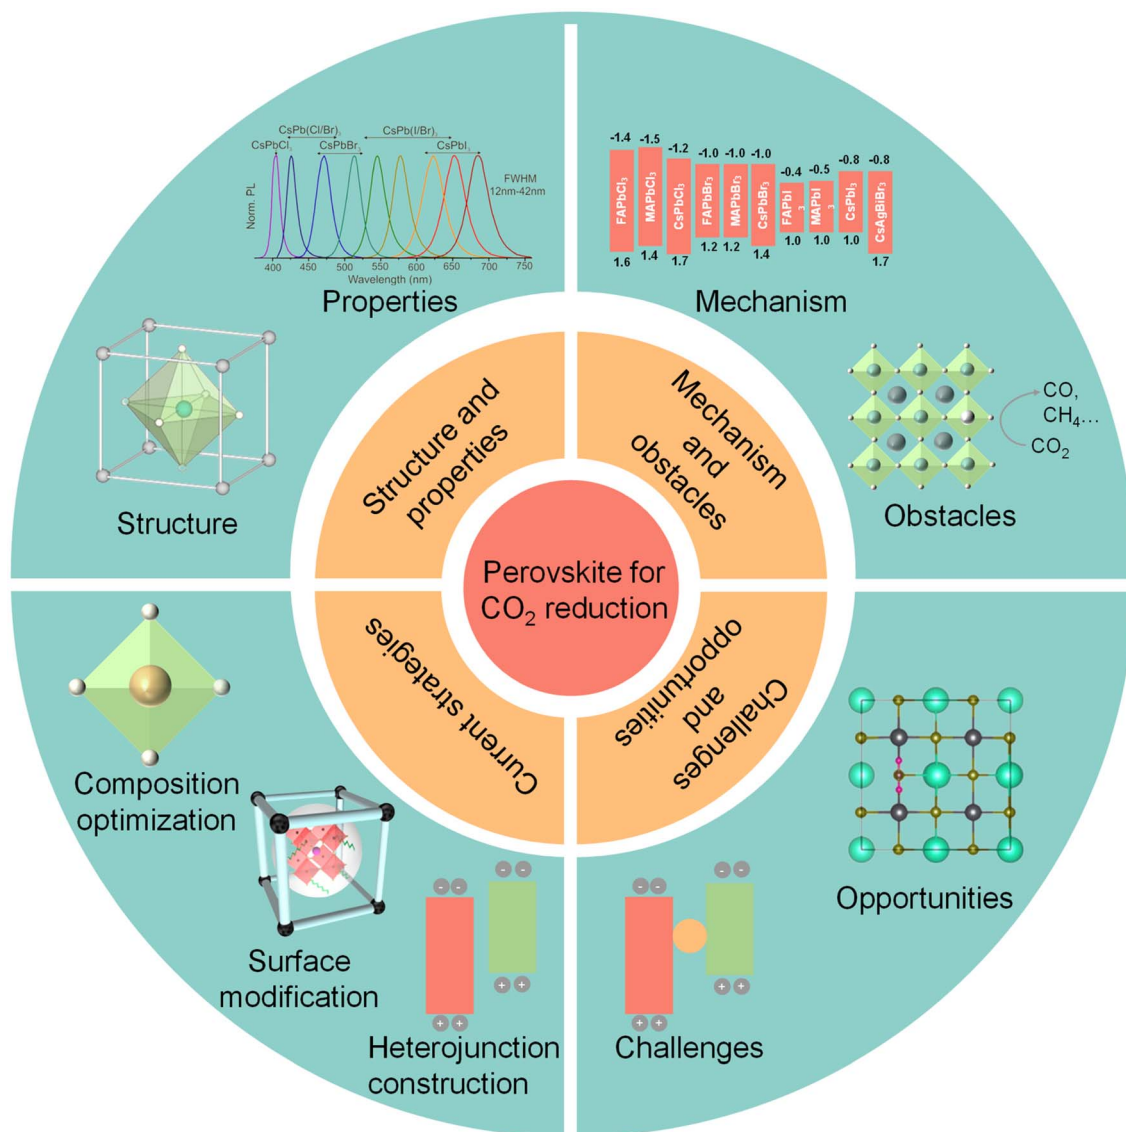 CsPb(Cl/Br)₃
CsPb(I/Br)₃
CsPbCl₃
CsPbBr₃
CsPbI₃
FWHM
12nm-42nm
Norm. PL
400 450 500 550 600 650 700 750
Wavelength (nm)
Properties
Structure
-1.4 -1.5 -1.2 -1.0 -1.0 -1.0 -0.4 -0.5 -0.8 -0.8
FAPbCl₃
MAPbCl₃
CsPbCl₃
FAPbBr₃
MAPbBr₃
CsPbBr₃
FAPbI₃
MAPbI₃
CsPbI₃
CsAgBiBr₃
1.6 1.4 1.7 1.2 1.2 1.4 1.0 1.0 1.0 1.7
Mechanism
CO,
CH₄...
CO₂
Obstacles
Structure and
properties
Mechanism
and
obstacles
Perovskite for
CO₂ reduction
Current strategies
Challenges
and
opportunities
Composition
optimization
Surface
modification
- -
- -
+ +
+ +
Heterojunction
construction
- -
- -
+ +
+ +
Challenges
Opportunities